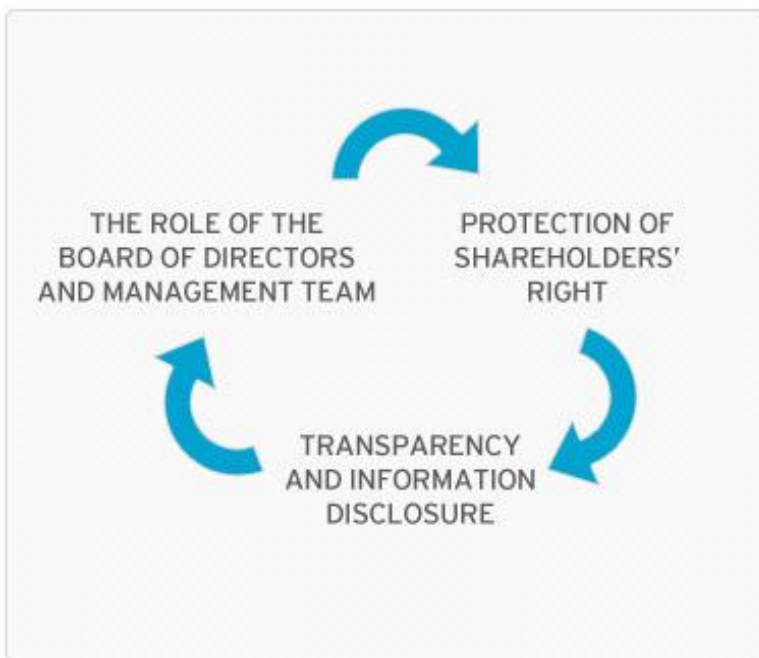 THE ROLE OF THE
BOARD OF DIRECTORS
AND MANAGEMENT TEAM
PROTECTION OF
SHAREHOLDERS'
RIGHT
TRANSPARENCY
AND INFORMATION
DISCLOSURE